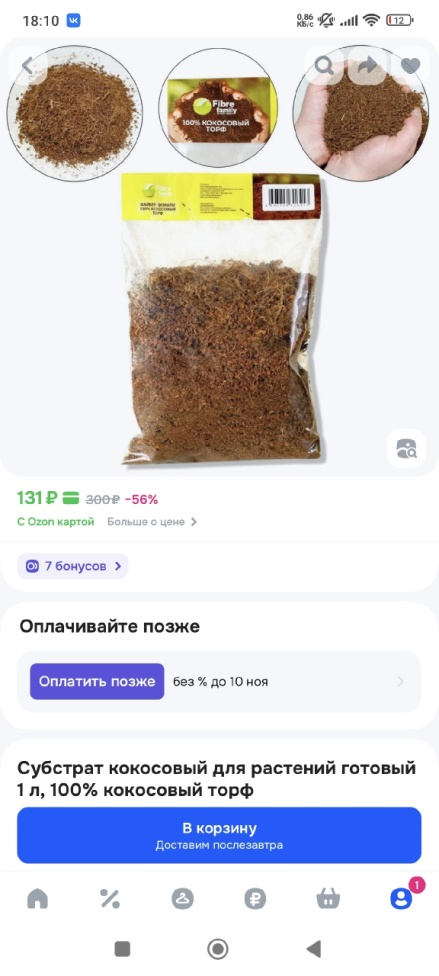 18:10
0,86
КБ/с
12
Fibre
family
100% КОКОСОВЫЙ
ТОРФ
131 ₽ 300 ₽ -56%
С Ozon картой Больше о цене
7 бонусов
Оплачивайте позже
Оплатить позже без % до 10 ноя
Субстрат кокосовый для растений готовый
1 л, 100% кокосовый торф
В корзину
Доставим послезавтра
1